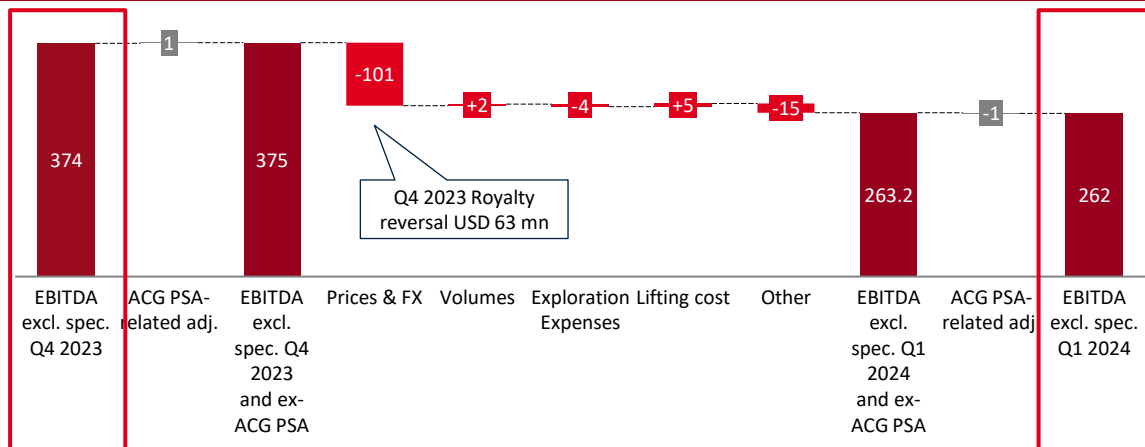 1
-101
+2
-4
+5
-15
-1
374
375
263.2
262
Q4 2023 Royalty
reversal USD 63 mn
EBITDA
excl. spec.
Q4 2023
ACG PSA-
related adj.
EBITDA
excl.
spec. Q4
2023
and ex-
ACG PSA
Prices & FX
Volumes
Exploration
Expenses
Lifting cost
Other
EBITDA
excl.
spec. Q1
2024
and ex-
ACG PSA
ACG PSA-
related adj
EBITDA
excl. spec.
Q1 2024